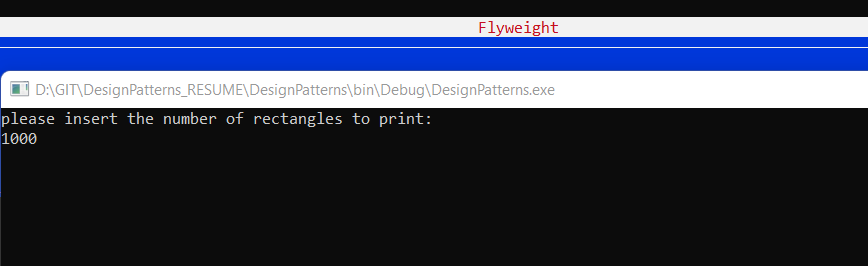 Flyweight
D:\GIT\DesignPatterns_RESUME\DesignPatterns\bin\Debug\DesignPatterns.exe
please insert the number of rectangles to print:
1000